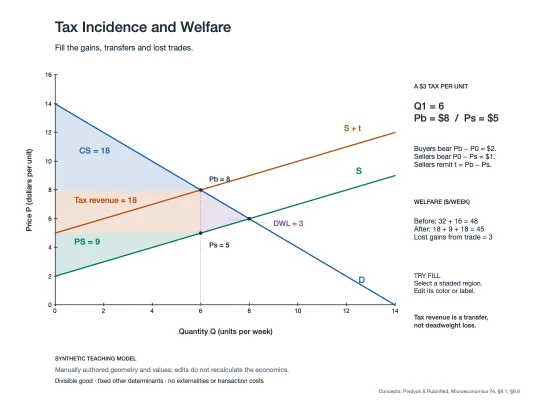 Tax Incidence and Welfare
Fill the gains, transfers and lost trades.
A $3 TAX PER UNIT
Q1 = 6
Pb = $8 / Ps = $5
Buyers bear Pb − P0 = $2.
Sellers bear P0 − Ps = $1.
Sellers remit t = Pb − Ps.
WELFARE ($/WEEK)
Before: 32 + 16 = 48
After: 18 + 9 + 18 = 45
Lost gains from trade = 3
TRY FILL
Select a shaded region.
Edit its color or label.
Tax revenue is a transfer,
not deadweight loss.
Price P (dollars per unit)
16
14
12
10
8
6
4
2
0
CS = 18
Tax revenue = 18
PS = 9
Pb = 8
Ps = 5
DWL = 3
S + t
S
D
0
2
4
6
8
10
12
14
Quantity Q (units per week)
SYNTHETIC TEACHING MODEL
Manually authored geometry and values; edits do not recalculate the economics.
Divisible good · fixed other determinants · no externalities or transaction costs
Concepts: Pindyck & Rubinfeld, Microeconomics 7e, §9.1, §9.6